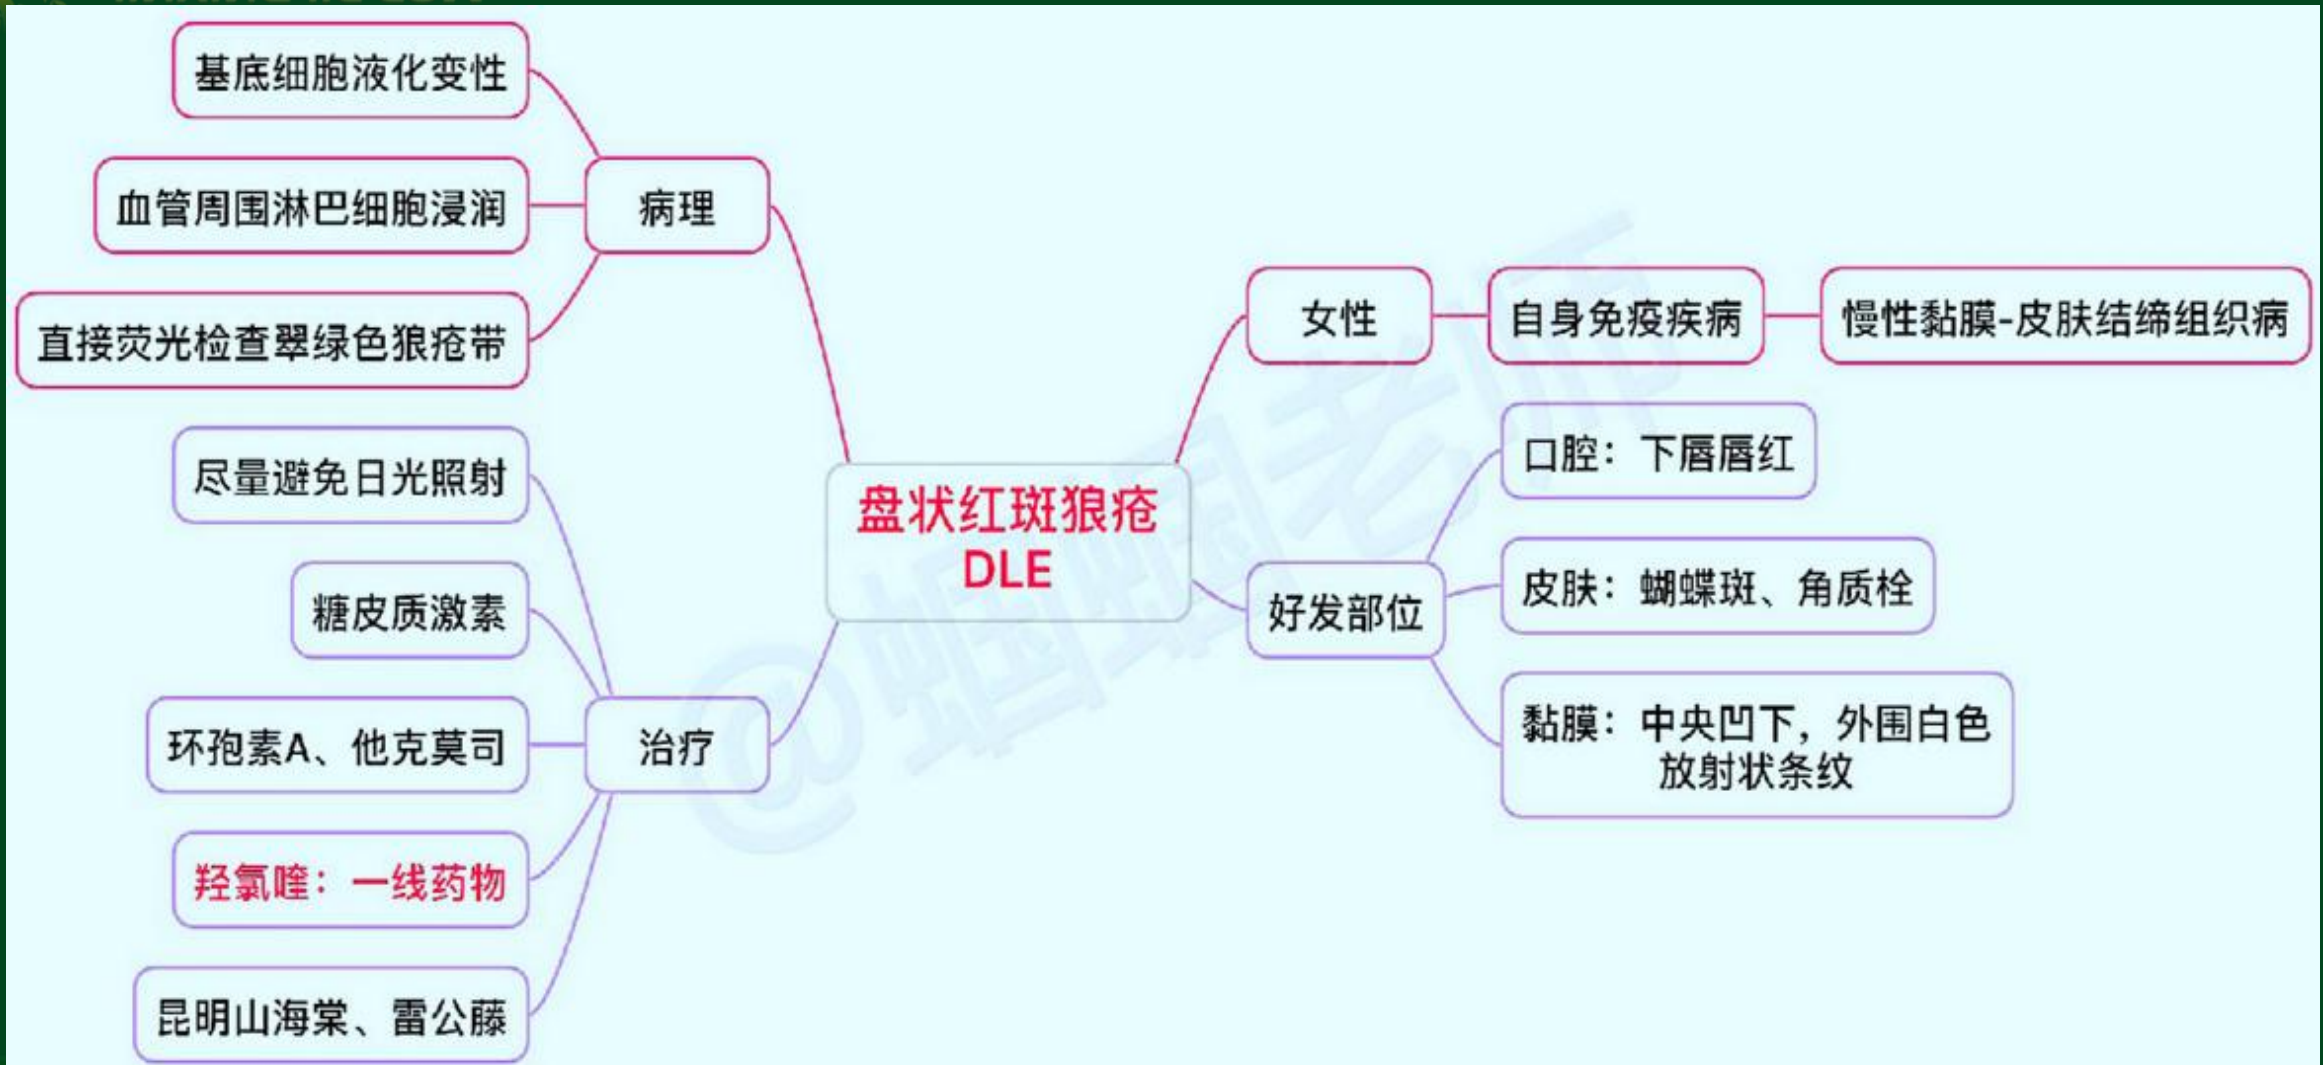 基底细胞液化变性
血管周围淋巴细胞浸润
直接荧光检查翠绿色狼疮带
病理
尽量避免日光照射
糖皮质激素
环孢素A、他克莫司
羟氯喹：一线药物
昆明山海棠、雷公藤
治疗
盘状红斑狼疮
DLE
女性
自身免疫疾病
慢性黏膜-皮肤结缔组织病
好发部位
口腔：下唇唇红
皮肤：蝴蝶斑、角质栓
黏膜：中央凹下，外围白色
放射状条纹
@蝈蝈老师